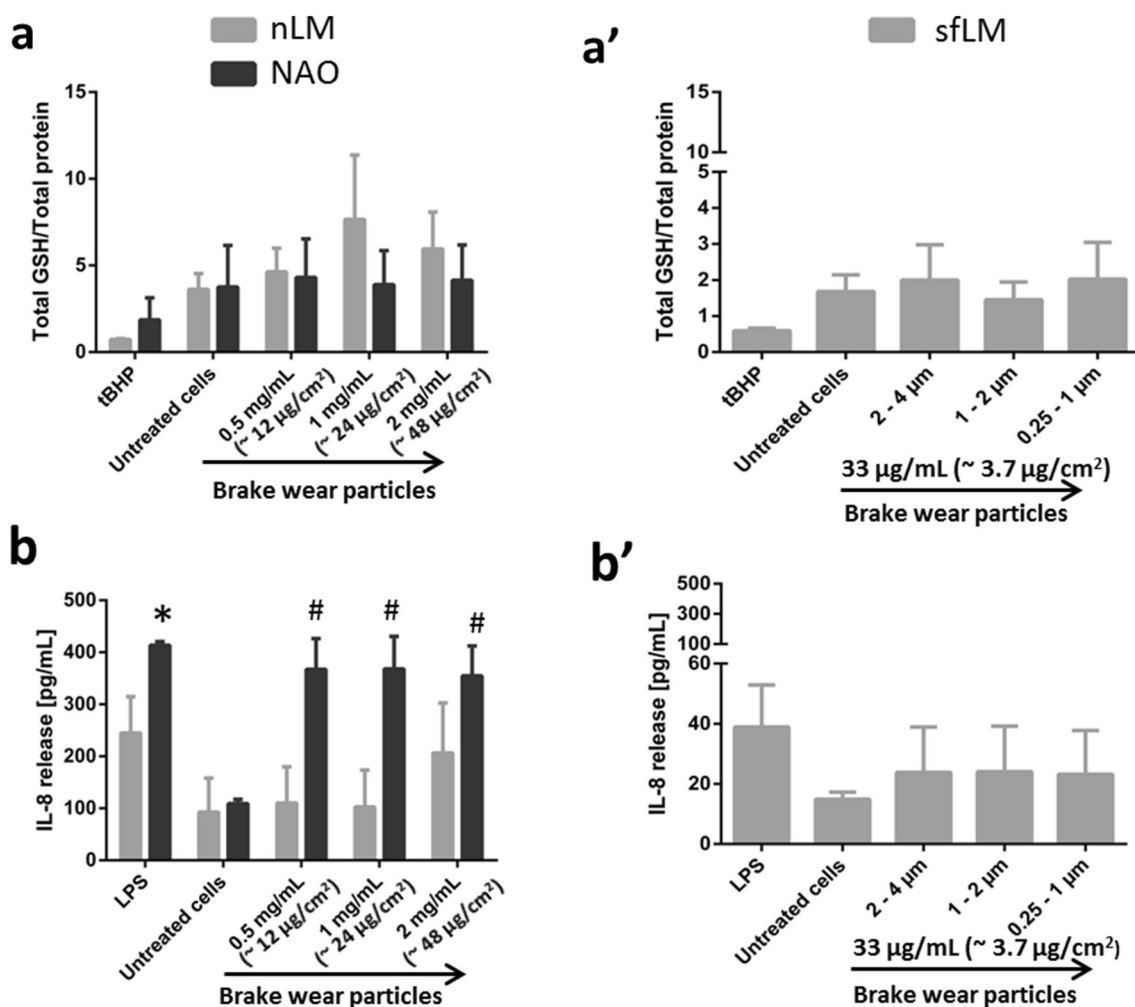 a
nLM
NAO
Total GSH/Total protein
15
10
5
0
tBHP
Untreated cells
0.5 mg/mL
(~ 12 µg/cm²)
1 mg/mL
(~ 24 µg/cm²)
2 mg/mL
(~ 48 µg/cm²)
Brake wear particles
a'
sfLM
Total GSH/Total protein
15
10
5
4
3
2
1
0
tBHP
Untreated cells
2 - 4 µm
1 - 2 µm
0.25 - 1 µm
33 µg/mL (~ 3.7 µg/cm²)
Brake wear particles
b
IL-8 release [pg/mL]
500
400
300
200
100
0
*
#
#
#
LPS
Untreated cells
0.5 mg/mL
(~ 12 µg/cm²)
1 mg/mL
(~ 24 µg/cm²)
2 mg/mL
(~ 48 µg/cm²)
Brake wear particles
b'
IL-8 release [pg/mL]
500
300
100
60
40
20
0
LPS
Untreated cells
2 - 4 µm
1 - 2 µm
0.25 - 1 µm
33 µg/mL (~ 3.7 µg/cm²)
Brake wear particles